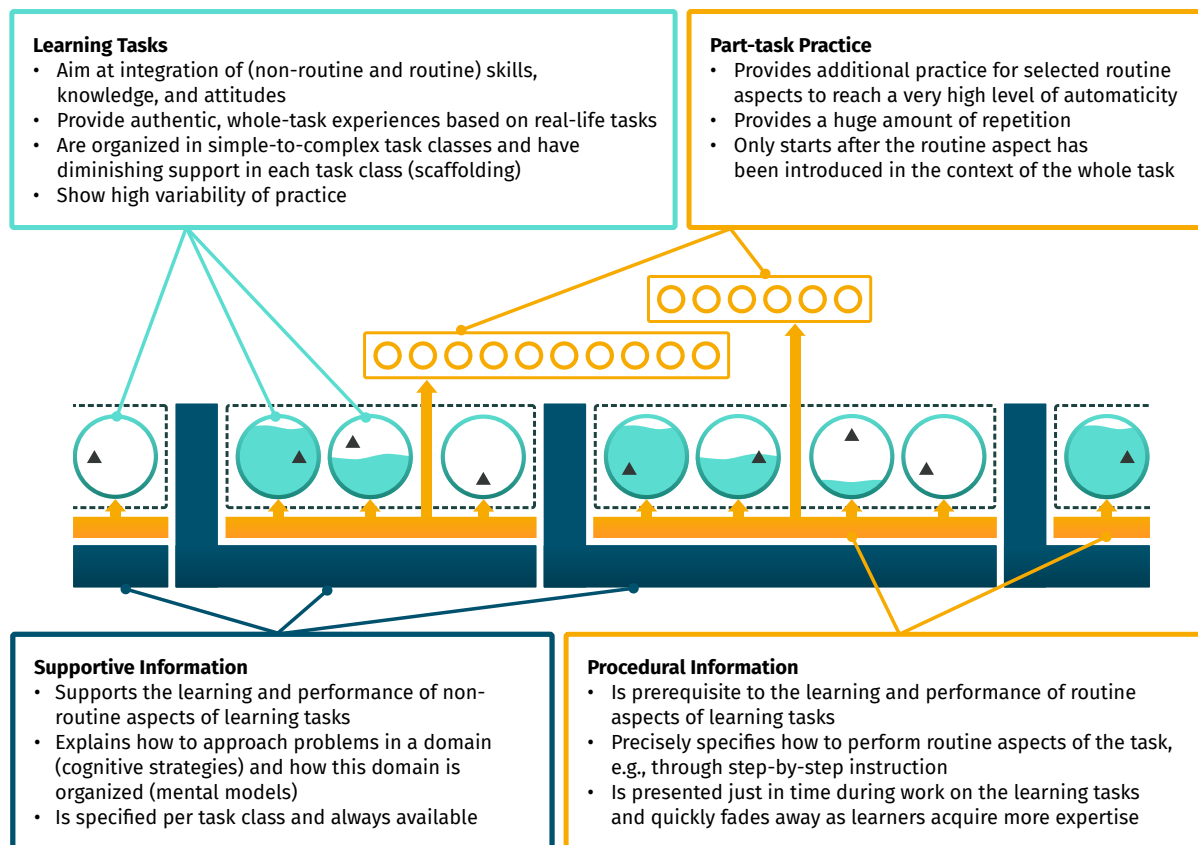 Learning Tasks
• Aim at integration of (non-routine and routine) skills,
knowledge, and attitudes
• Provide authentic, whole-task experiences based on real-life tasks
• Are organized in simple-to-complex task classes and have
diminishing support in each task class (scaffolding)
• Show high variability of practice
Part-task Practice
• Provides additional practice for selected routine
aspects to reach a very high level of automaticity
• Provides a huge amount of repetition
• Only starts after the routine aspect has
been introduced in the context of the whole task
Supportive Information
• Supports the learning and performance of non-
routine aspects of learning tasks
• Explains how to approach problems in a domain
(cognitive strategies) and how this domain is
organized (mental models)
• Is specified per task class and always available
Procedural Information
• Is prerequisite to the learning and performance of routine
aspects of learning tasks
• Precisely specifies how to perform routine aspects of the task,
e.g., through step-by-step instruction
• Is presented just in time during work on the learning tasks
and quickly fades away as learners acquire more expertise